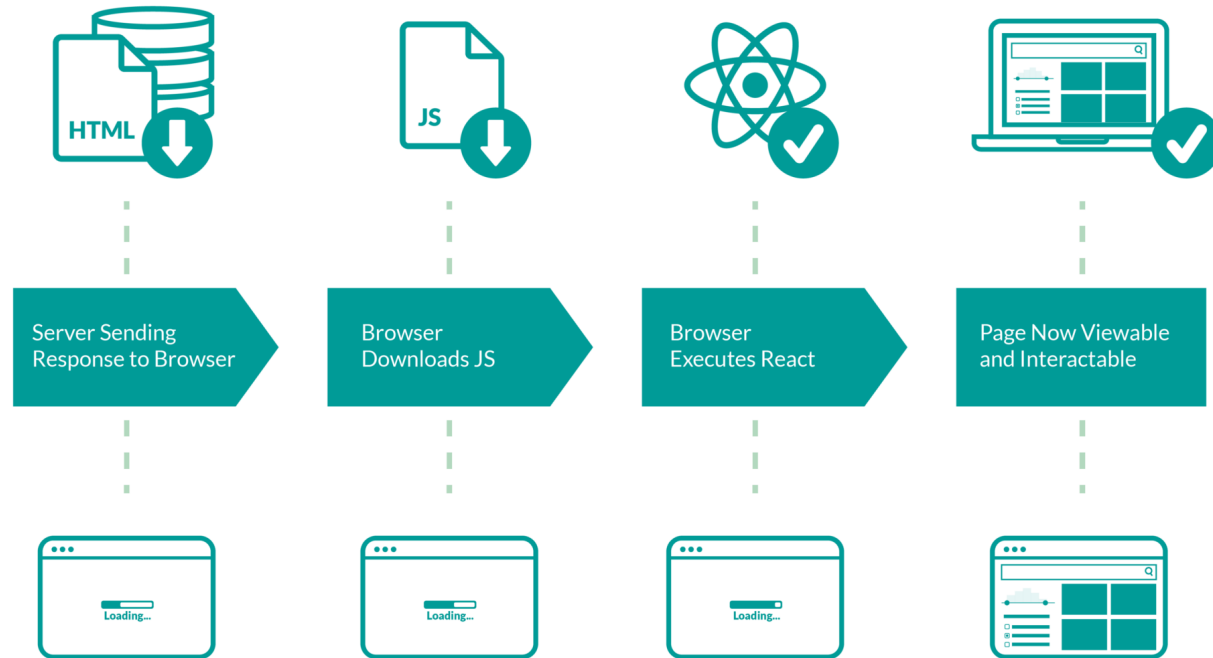 HTML
JS
Server Sending
Response to Browser
Browser
Downloads JS
Browser
Executes React
Page Now Viewable
and Interactable
Loading...
Loading...
Loading...